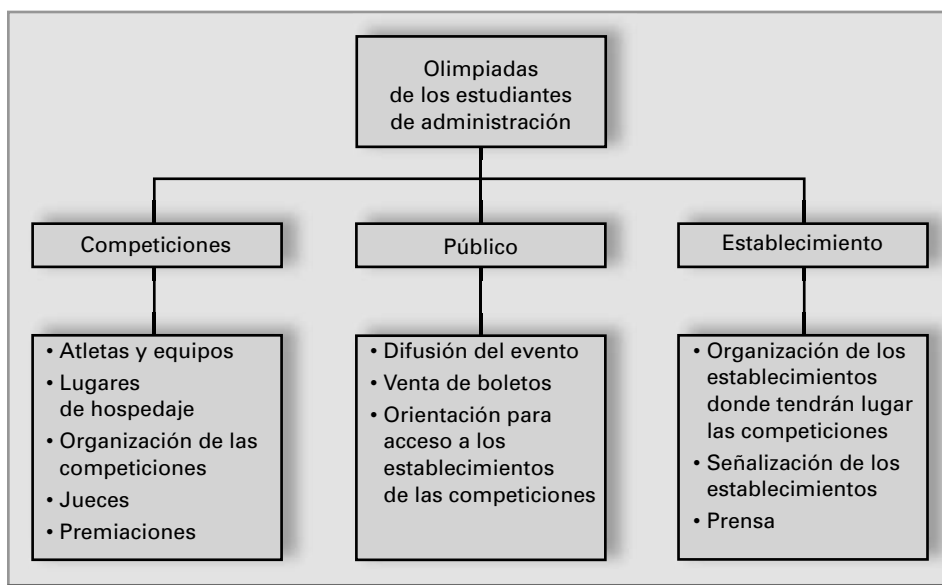 Olimpiadas
de los estudiantes
de administración
Competiciones
• Atletas y equipos
• Lugares
de hospedaje
• Organización de las
competiciones
• Jueces
• Premiaciones
Público
• Difusión del evento
• Venta de boletos
• Orientación para
acceso a los
establecimientos
de las competiciones
Establecimiento
• Organización de los
establecimientos
donde tendrán lugar
las competiciones
• Señalización de los
establecimientos
• Prensa